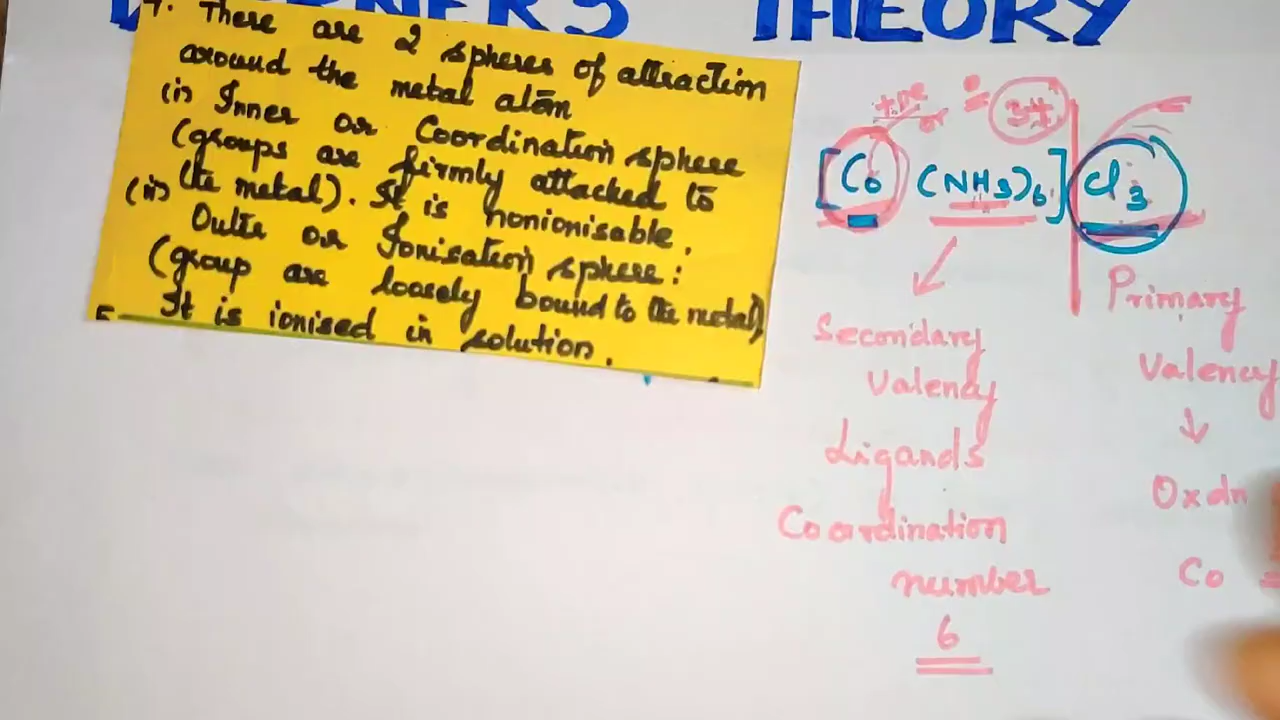 THEORY
There are 2 spheres of attraction
around the metal atom
(i) Inner or Coordination sphere
(groups are firmly attached to
the metal). It is nonionisable.
(ii) Outer or Ionisation sphere:
(group are loosely bound to the metal),
It is ionised in solution.
+ve or = 3+
[Co (NH3)6] Cl3
Secondary
Valency
Ligands
Coordination
number
6
Primary
Valency
Oxdn
Co